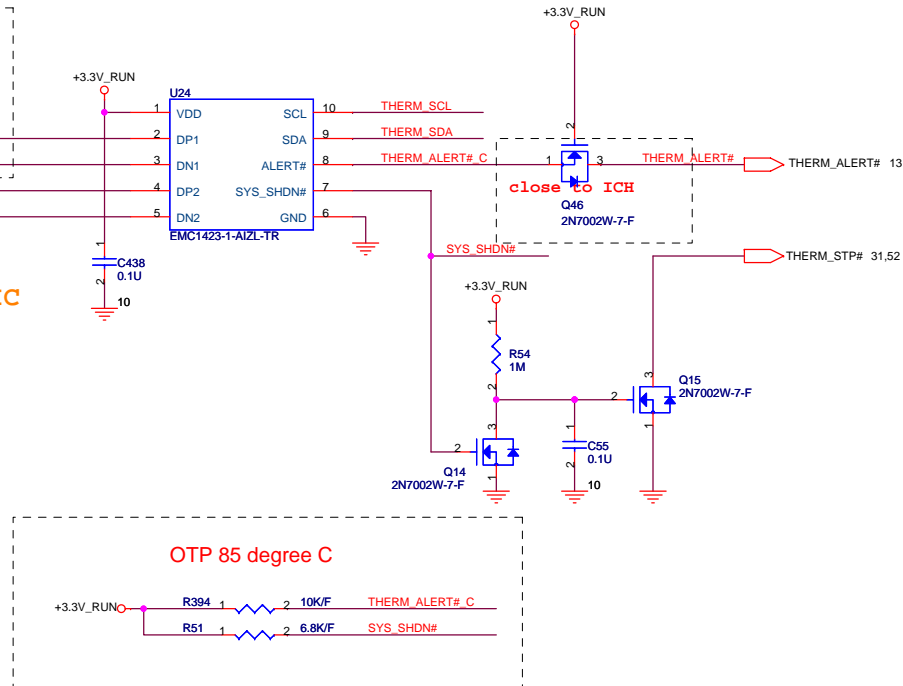 +3.3V_RUN
+3.3V_RUN
U24
1 VDD SCL 10 THERM_SCL
2 DP1 SDA 9 THERM_SDA
3 DN1 ALERT# 8 THERM_ALERT#_C
4 DP2 SYS_SHDN# 7
5 DN2 GND 6
EMC1423-1-AIZL-TR
2
1 3 THERM_ALERT# THERM_ALERT# 13
close to ICH
Q46
2N7002W-7-F
SYS_SHDN#
THERM_STP# 31,52
1
C438
0.1U
2 10
IC
+3.3V_RUN
1
R54
1M
2
3
Q15
2N7002W-7-F
2
1
3
2
1
Q14
2N7002W-7-F
1
C55
0.1U
2
10
OTP 85 degree C
+3.3V_RUN
R394 1 2 10K/F THERM_ALERT#_C
R51 1 2 6.8K/F SYS_SHDN#